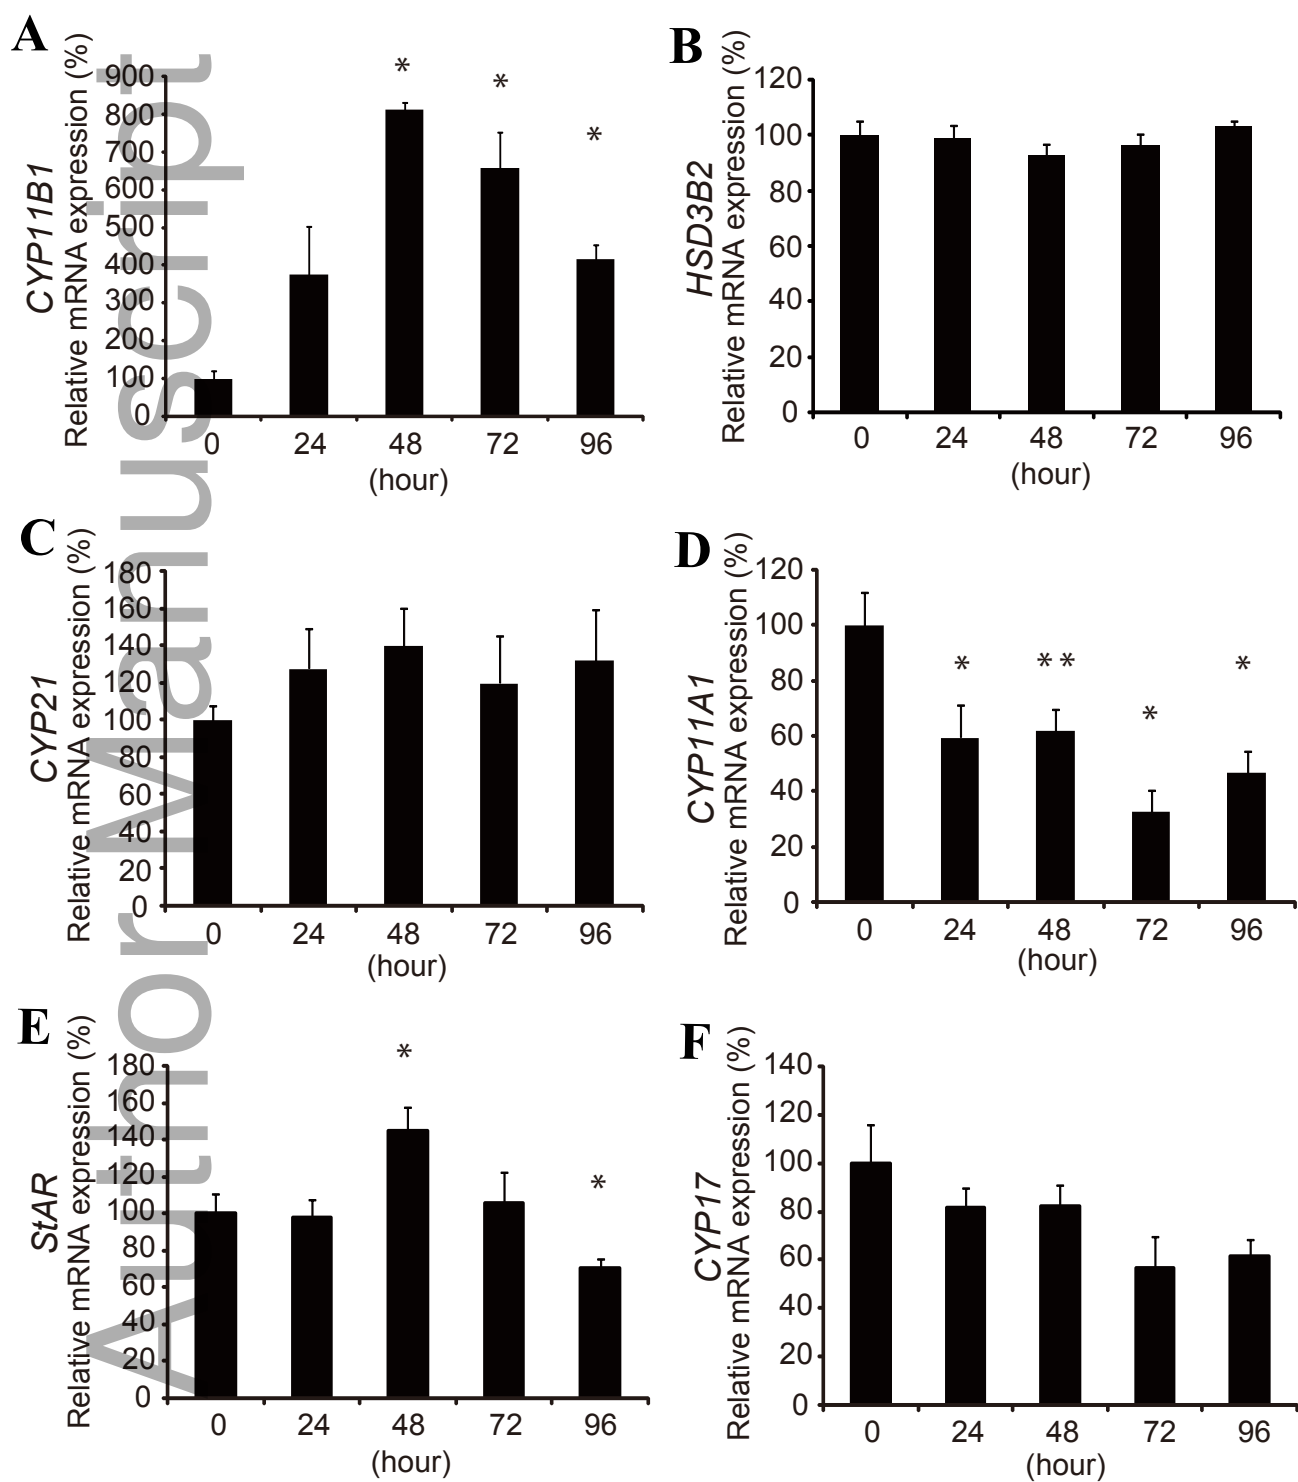 A
CYP11B1
Relative mRNA expression (%)
900
800
700
600
500
400
300
200
100
0
*
*
*
0 24 48 72 96
(hour)
B
HSD3B2
Relative mRNA expression (%)
120
100
80
60
40
20
0
0 24 48 72 96
(hour)
C
CYP21
Relative mRNA expression (%)
180
160
140
120
100
80
60
40
20
0
0 24 48 72 96
(hour)
D
CYP11A1
Relative mRNA expression (%)
120
100
80
60
40
20
0
*
**
*
*
0 24 48 72 96
(hour)
E
StAR
Relative mRNA expression (%)
180
160
140
120
100
80
60
40
20
0
*
*
0 24 48 72 96
(hour)
F
CYP17
Relative mRNA expression (%)
140
120
100
80
60
40
20
0
0 24 48 72 96
(hour)
Author Manuscript